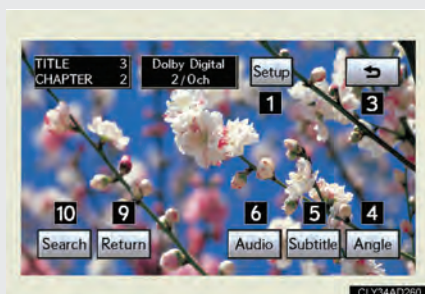 TITLE 3 Dolby Digital Setup
CHAPTER 2 2/0ch
1 3
10 9 6 5 4
Search Return Audio Subtitle Angle
CLY34AD260